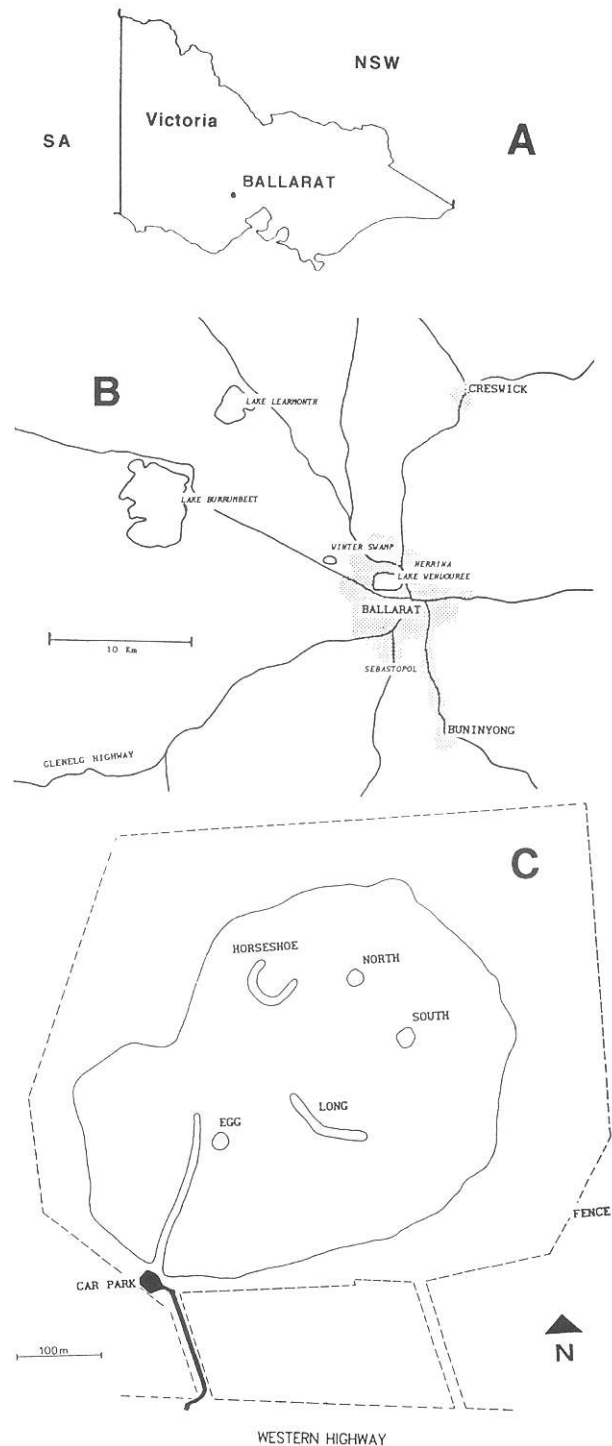 NSW
Victoria
SA
A
BALLARAT
B
CRESWICK
LAKE LEARMONTH
LAKE BURRUMBEET
WINTER SWAMP
NERRINA
LAKE WENDOUREE
BALLARAT
10 Km
SEBASTOPOL
BUNINYONG
GLENELG HIGHWAY
C
HORSESHOE
NORTH
SOUTH
LONG
EGG
FENCE
CAR PARK
100m
N
WESTERN HIGHWAY